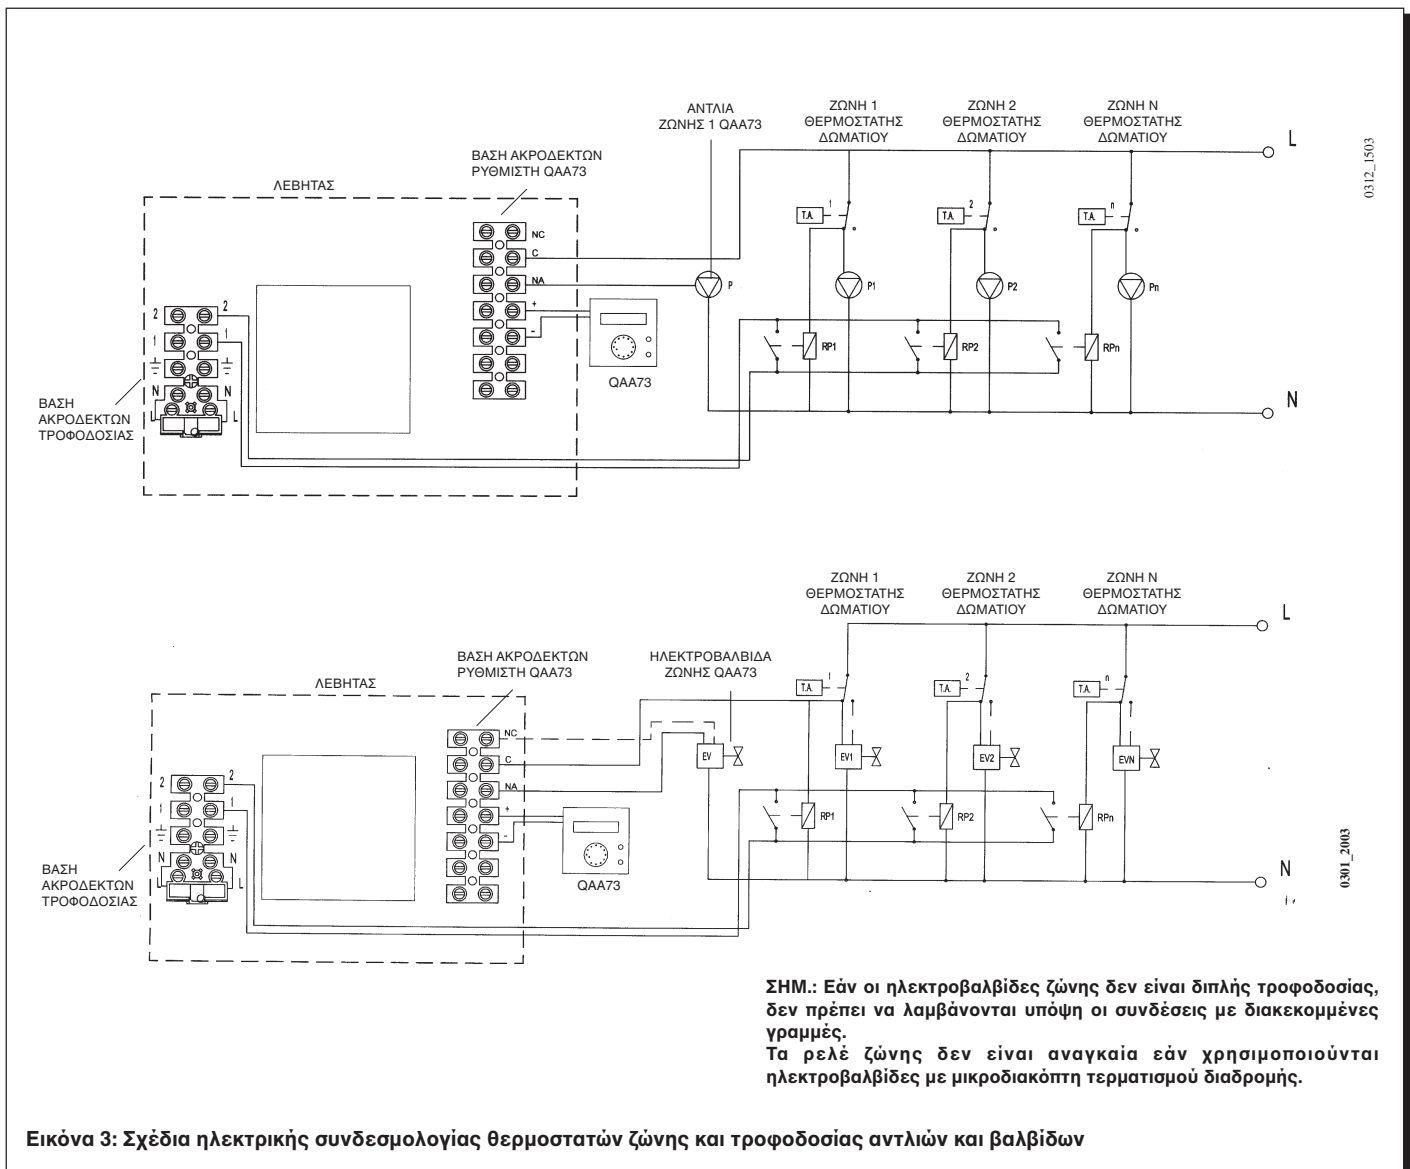 ΑΝΤΛΙΑ
ΖΩΝΗΣ 1 QAA73
ΖΩΝΗ 1
ΘΕΡΜΟΣΤΑΤΗΣ
ΔΩΜΑΤΙΟΥ
ΖΩΝΗ 2
ΘΕΡΜΟΣΤΑΤΗΣ
ΔΩΜΑΤΙΟΥ
ΖΩΝΗ Ν
ΘΕΡΜΟΣΤΑΤΗΣ
ΔΩΜΑΤΙΟΥ
L
0312_1503
ΒΑΣΗ ΑΚΡΟΔΕΚΤΩΝ
ΡΥΘΜΙΣΤΗ QAA73
ΛΕΒΗΤΑΣ
T.A.
1
T.A.
2
T.A.
n
NC
C
NA
+
-
P
P1
P2
Pn
2
2
1
1
N
N
L
L
RP1
RP2
RPn
QAA73
ΒΑΣΗ
ΑΚΡΟΔΕΚΤΩΝ
ΤΡΟΦΟΔΟΣΙΑΣ
N
ΖΩΝΗ 1
ΘΕΡΜΟΣΤΑΤΗΣ
ΔΩΜΑΤΙΟΥ
ΖΩΝΗ 2
ΘΕΡΜΟΣΤΑΤΗΣ
ΔΩΜΑΤΙΟΥ
ΖΩΝΗ Ν
ΘΕΡΜΟΣΤΑΤΗΣ
ΔΩΜΑΤΙΟΥ
L
ΒΑΣΗ ΑΚΡΟΔΕΚΤΩΝ
ΡΥΘΜΙΣΤΗ QAA73
ΗΛΕΚΤΡΟΒΑΛΒΙΔΑ
ΖΩΝΗΣ QAA73
ΛΕΒΗΤΑΣ
T.A.
1
T.A.
2
T.A.
n
NC
C
NA
+
-
EV
EV1
EV2
EVN
2
2
1
1
N
N
L
L
RP1
RP2
RPn
QAA73
ΒΑΣΗ
ΑΚΡΟΔΕΚΤΩΝ
ΤΡΟΦΟΔΟΣΙΑΣ
N
0301_2003
ΣΗΜ.: Εάν οι ηλεκτροβαλβίδες ζώνης δεν είναι διπλής τροφοδοσίας,
δεν πρέπει να λαμβάνονται υπόψη οι συνδέσεις με διακεκομμένες
γραμμές.
Τα ρελέ ζώνης δεν είναι αναγκαία εάν χρησιμοποιούνται
ηλεκτροβαλβίδες με μικροδιακόπτη τερματισμού διαδρομής.
Εικόνα 3: Σχέδια ηλεκτρικής συνδεσμολογίας θερμοστατών ζώνης και τροφοδοσίας αντλιών και βαλβίδων